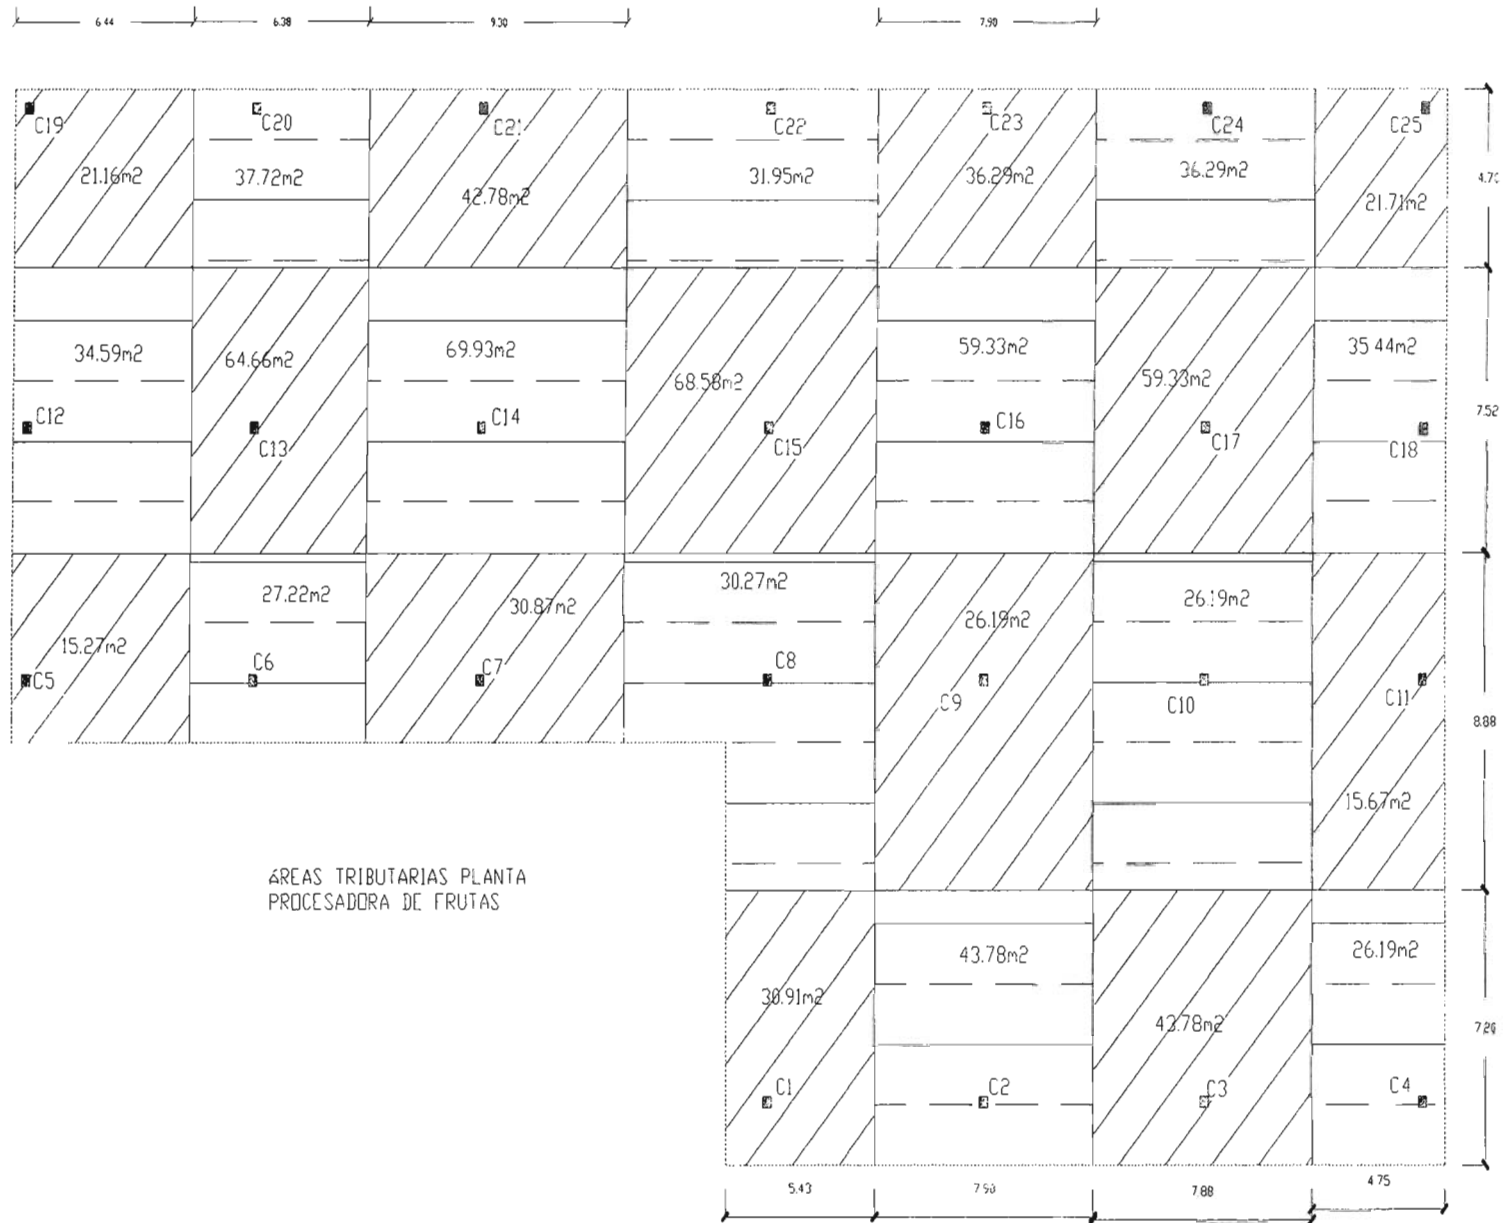 6.44 6.38 9.30 7.90
C19 C20 C21 C22 C23 C24 C25
21.16m2 37.72m2 42.78m2 31.95m2 36.29m2 36.29m2 21.71m2
4.70
34.59m2 64.66m2 69.93m2 68.58m2 59.33m2 59.33m2 35.44m2
C12 C13 C14 C15 C16 C17 C18
7.52
15.27m2 27.22m2 30.87m2 30.27m2 26.19m2 26.19m2
C5 C6 C7 C8 C9 C10 C11
8.88
15.67m2
ÁREAS TRIBUTARIAS PLANTA
PROCESADORA DE FRUTAS
30.91m2 43.78m2 43.78m2 26.19m2
C1 C2 C3 C4
5.43 7.90 7.88 4.75